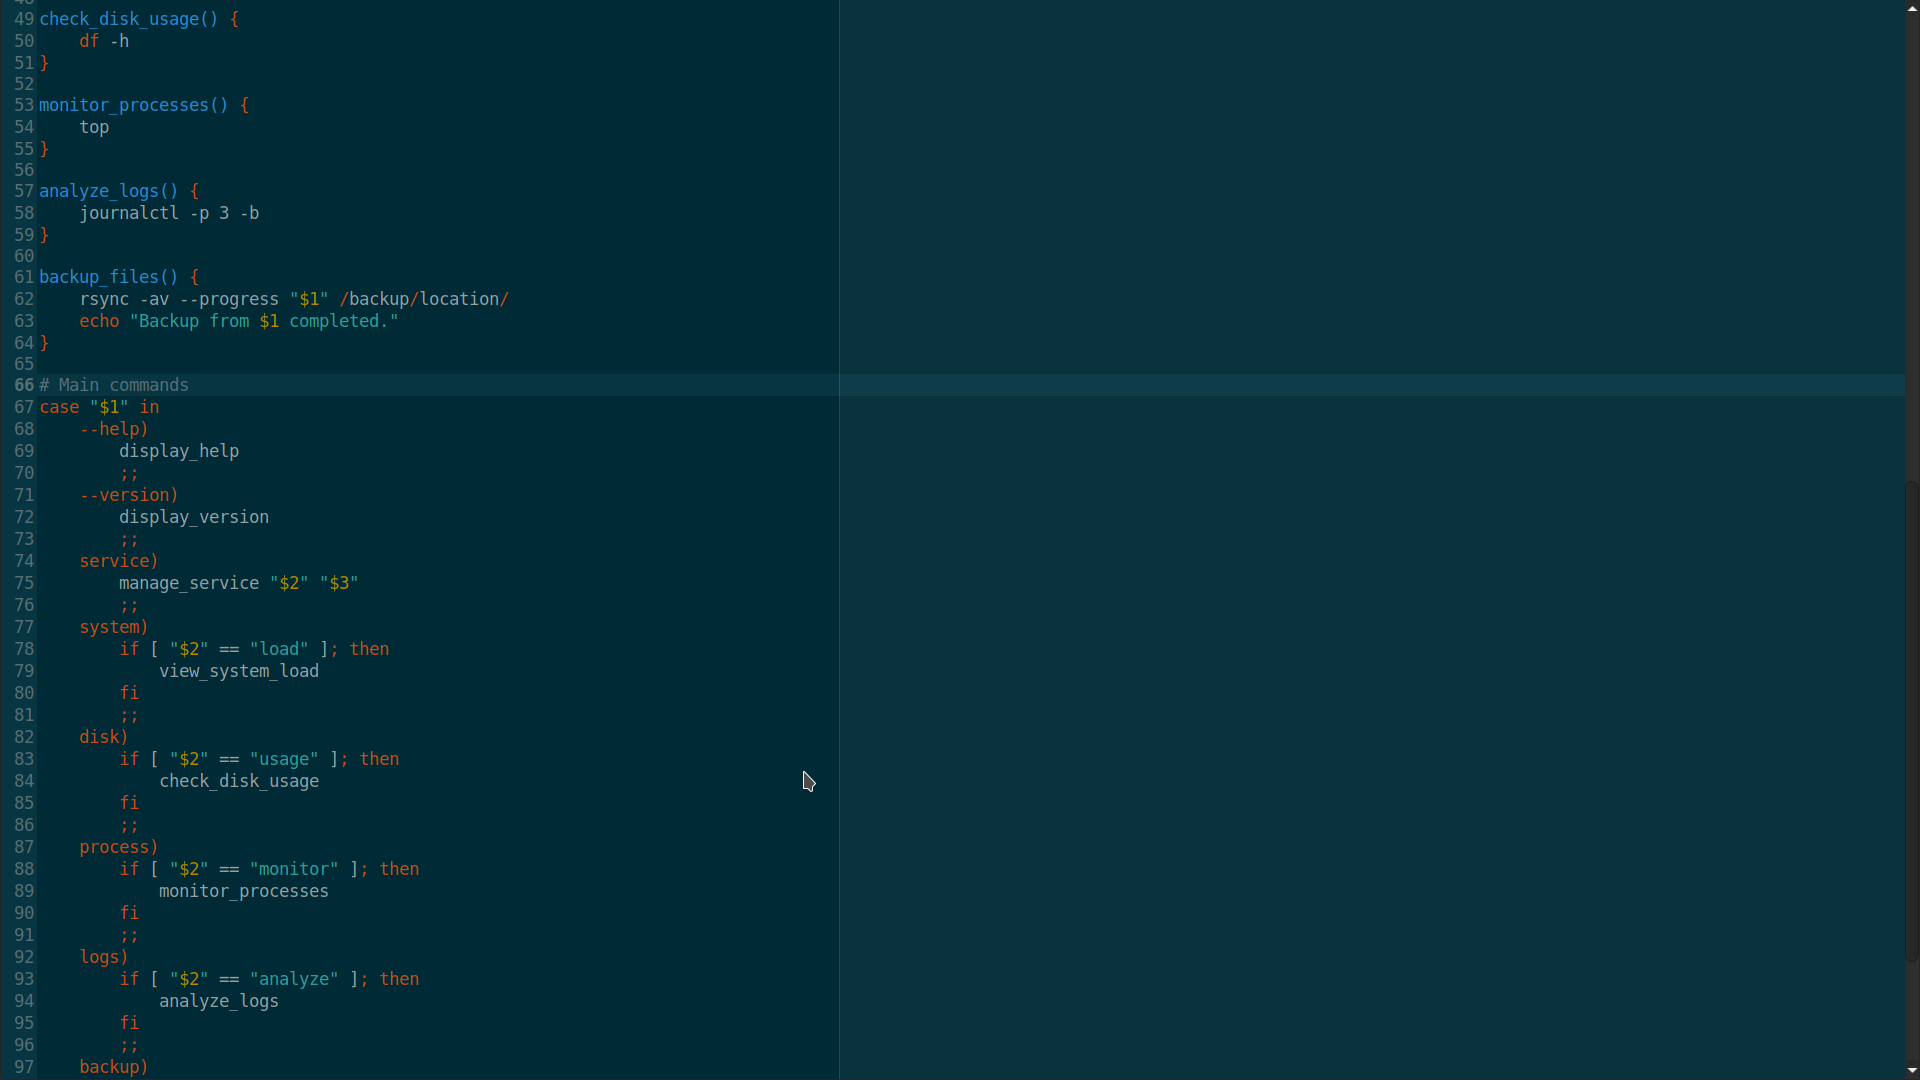 49 check_disk_usage() {
50     df -h
51 }
52
53 monitor_processes() {
54     top
55 }
56
57 analyze_logs() {
58     journalctl -p 3 -b
59 }
60
61 backup_files() {
62     rsync -av --progress "$1" /backup/location/
63     echo "Backup from $1 completed."
64 }
65
66 # Main commands
67 case "$1" in
68     --help)
69         display_help
70         ;;
71     --version)
72         display_version
73         ;;
74     service)
75         manage_service "$2" "$3"
76         ;;
77     system)
78         if [ "$2" == "load" ]; then
79             view_system_load
80         fi
81         ;;
82     disk)
83         if [ "$2" == "usage" ]; then
84             check_disk_usage
85         fi
86         ;;
87     process)
88         if [ "$2" == "monitor" ]; then
89             monitor_processes
90         fi
91         ;;
92     logs)
93         if [ "$2" == "analyze" ]; then
94             analyze_logs
95         fi
96         ;;
97     backup)